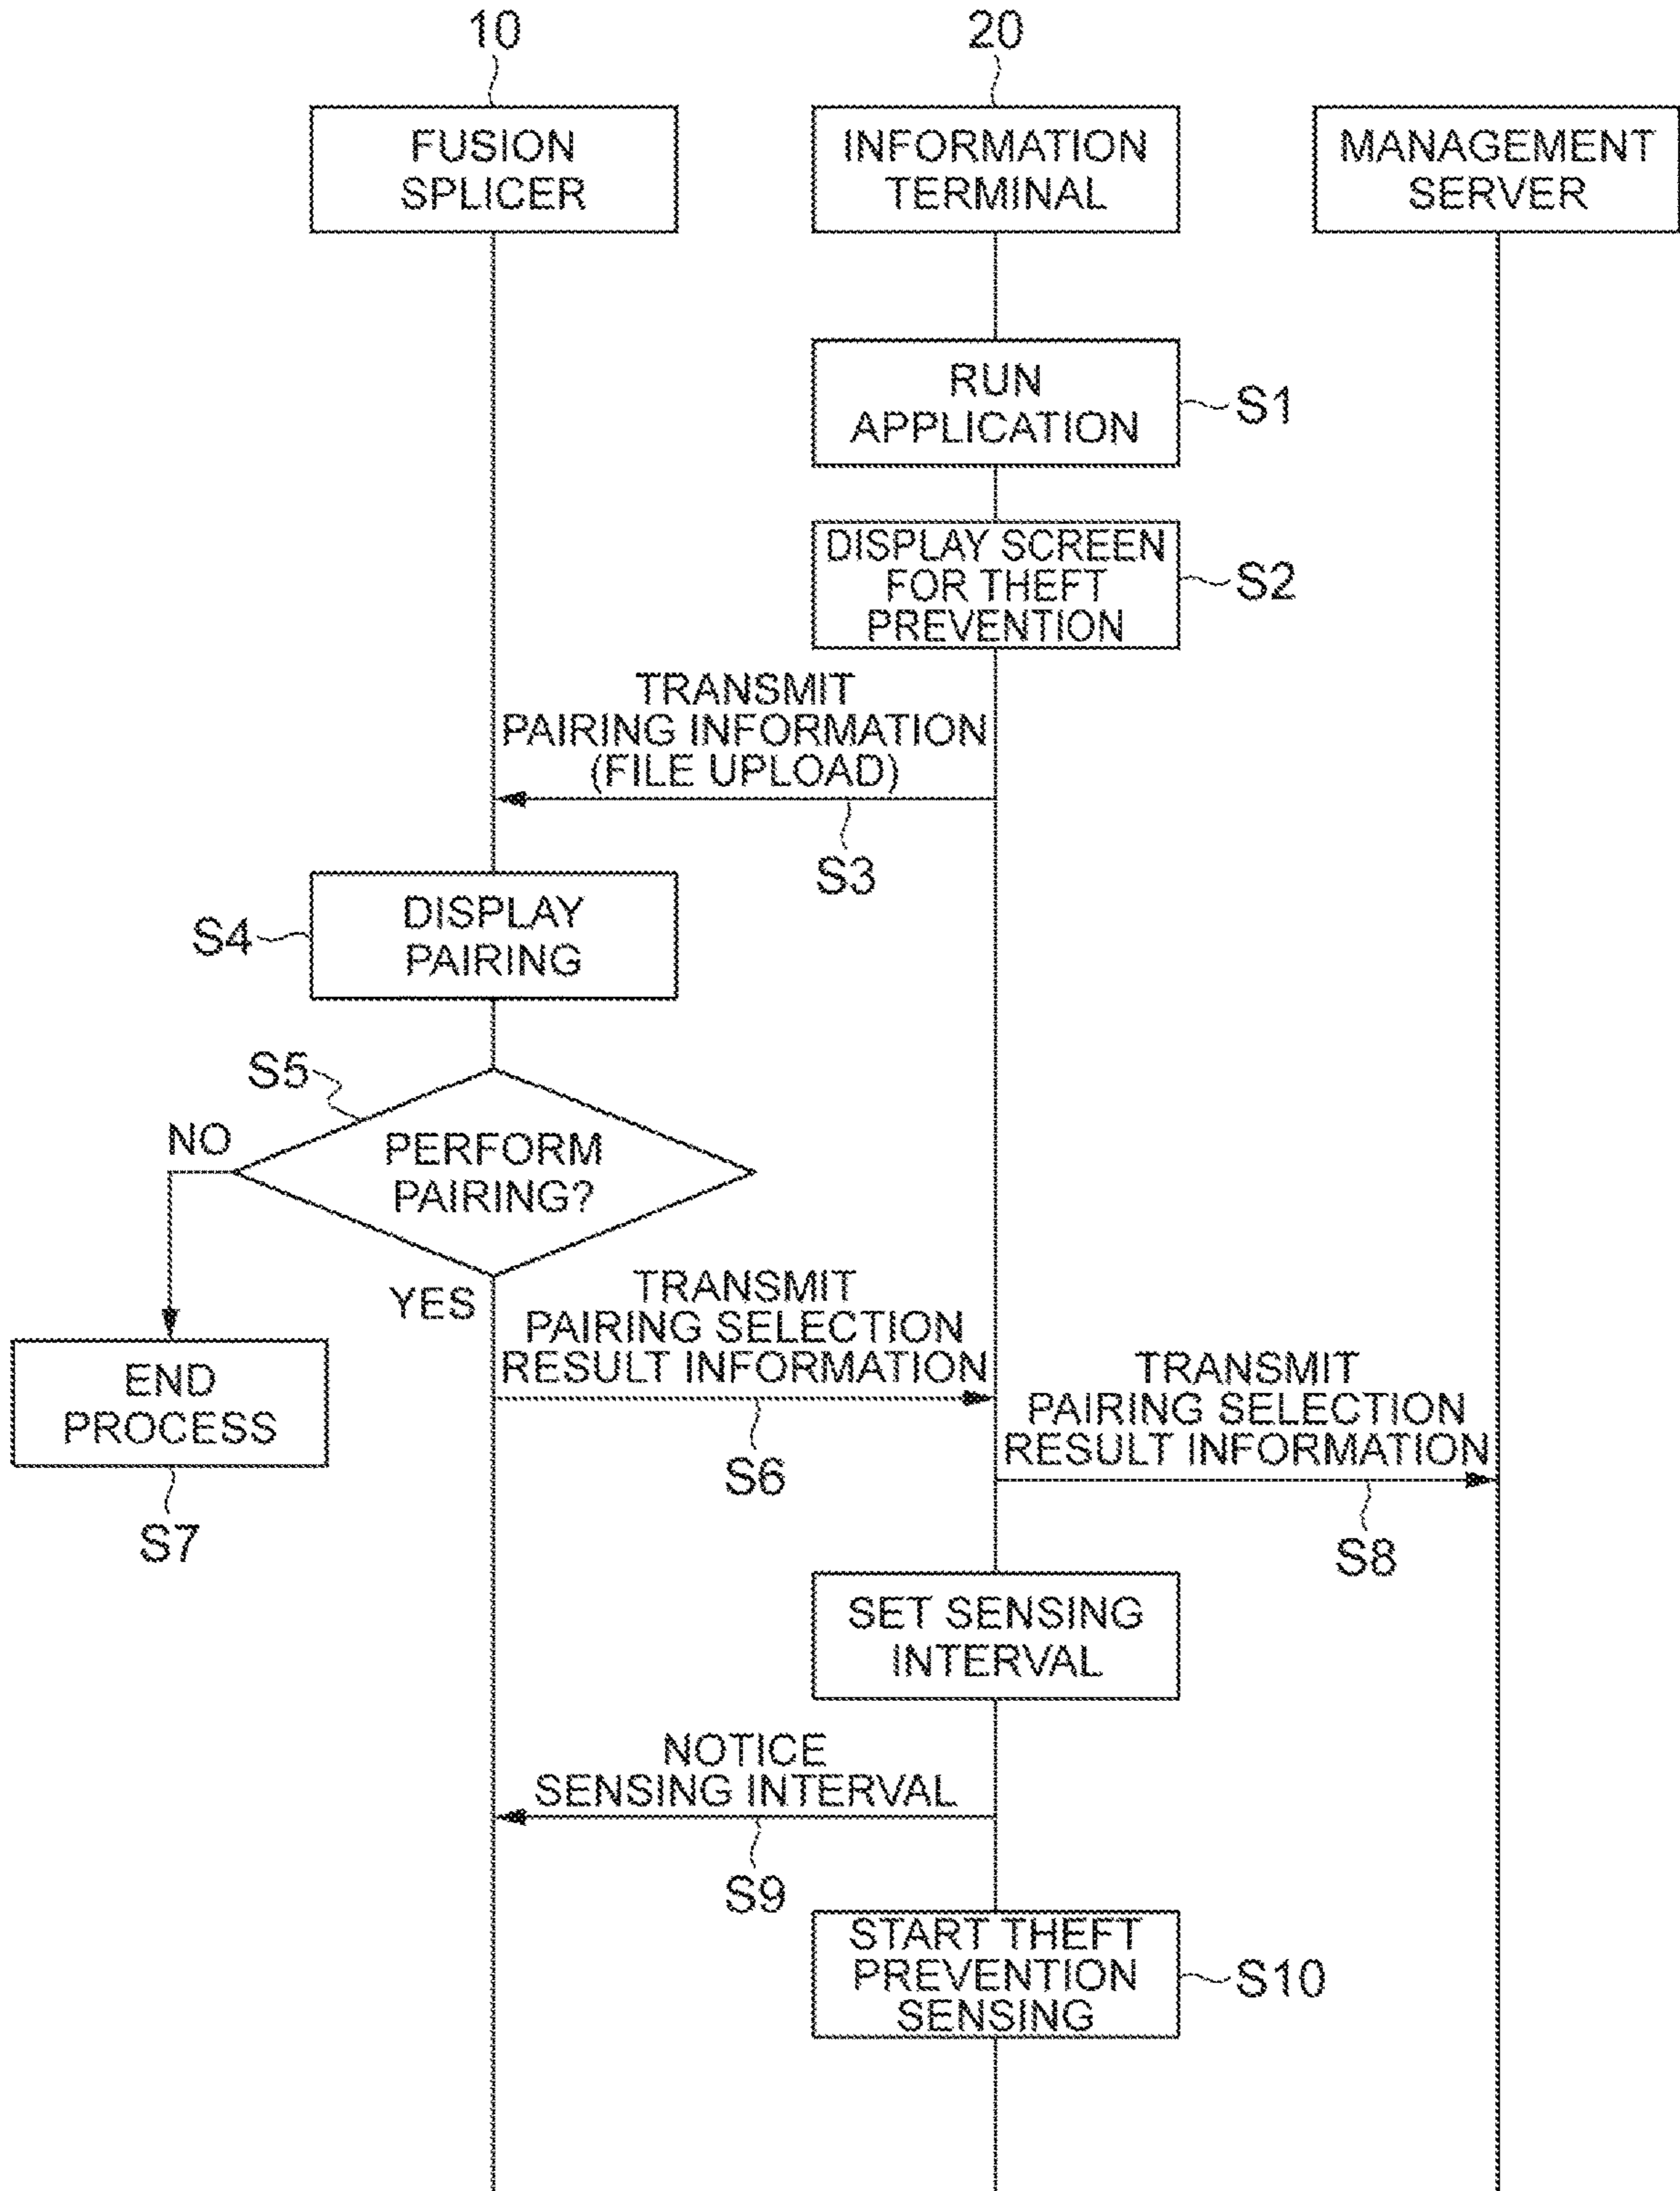 10
20
FUSION
SPLICER
INFORMATION
TERMINAL
MANAGEMENT
SERVER
RUN
APPLICATION
S1
DISPLAY SCREEN
FOR THEFT
PREVENTION
S2
TRANSMIT
PAIRING INFORMATION
(FILE UPLOAD)
S3
S4
DISPLAY
PAIRING
S5
NO
PERFORM
PAIRING?
YES
TRANSMIT
PAIRING SELECTION
RESULT INFORMATION
S6
END
PROCESS
S7
TRANSMIT
PAIRING SELECTION
RESULT INFORMATION
S8
SET SENSING
INTERVAL
NOTICE
SENSING INTERVAL
S9
START THEFT
PREVENTION
SENSING
S10